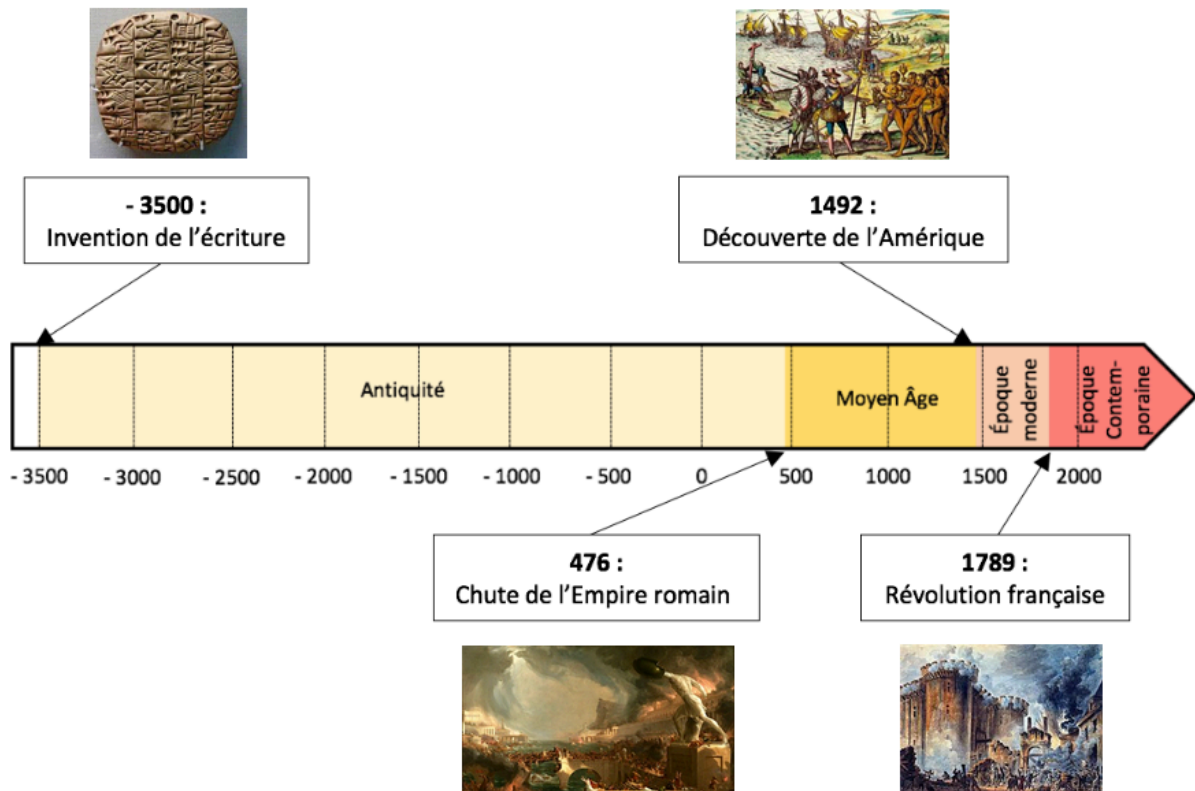 - 3500 :
Invention de l’écriture
1492 :
Découverte de l’Amérique
Antiquité
Moyen Âge
Époque
moderne
Époque
Contem-
poraine
- 3500
- 3000
- 2500
- 2000
- 1500
- 1000
- 500
0
500
1000
1500
2000
476 :
Chute de l’Empire romain
1789 :
Révolution française